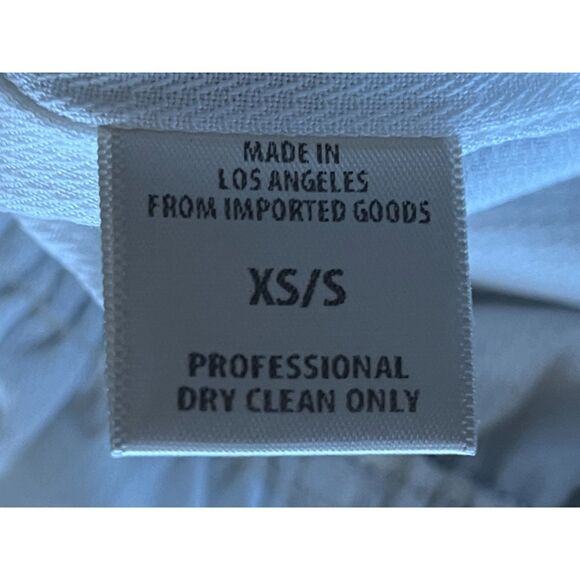 MADE IN
LOS ANGELES
FROM IMPORTED GOODS
XS/S
PROFESSIONAL
DRY CLEAN ONLY